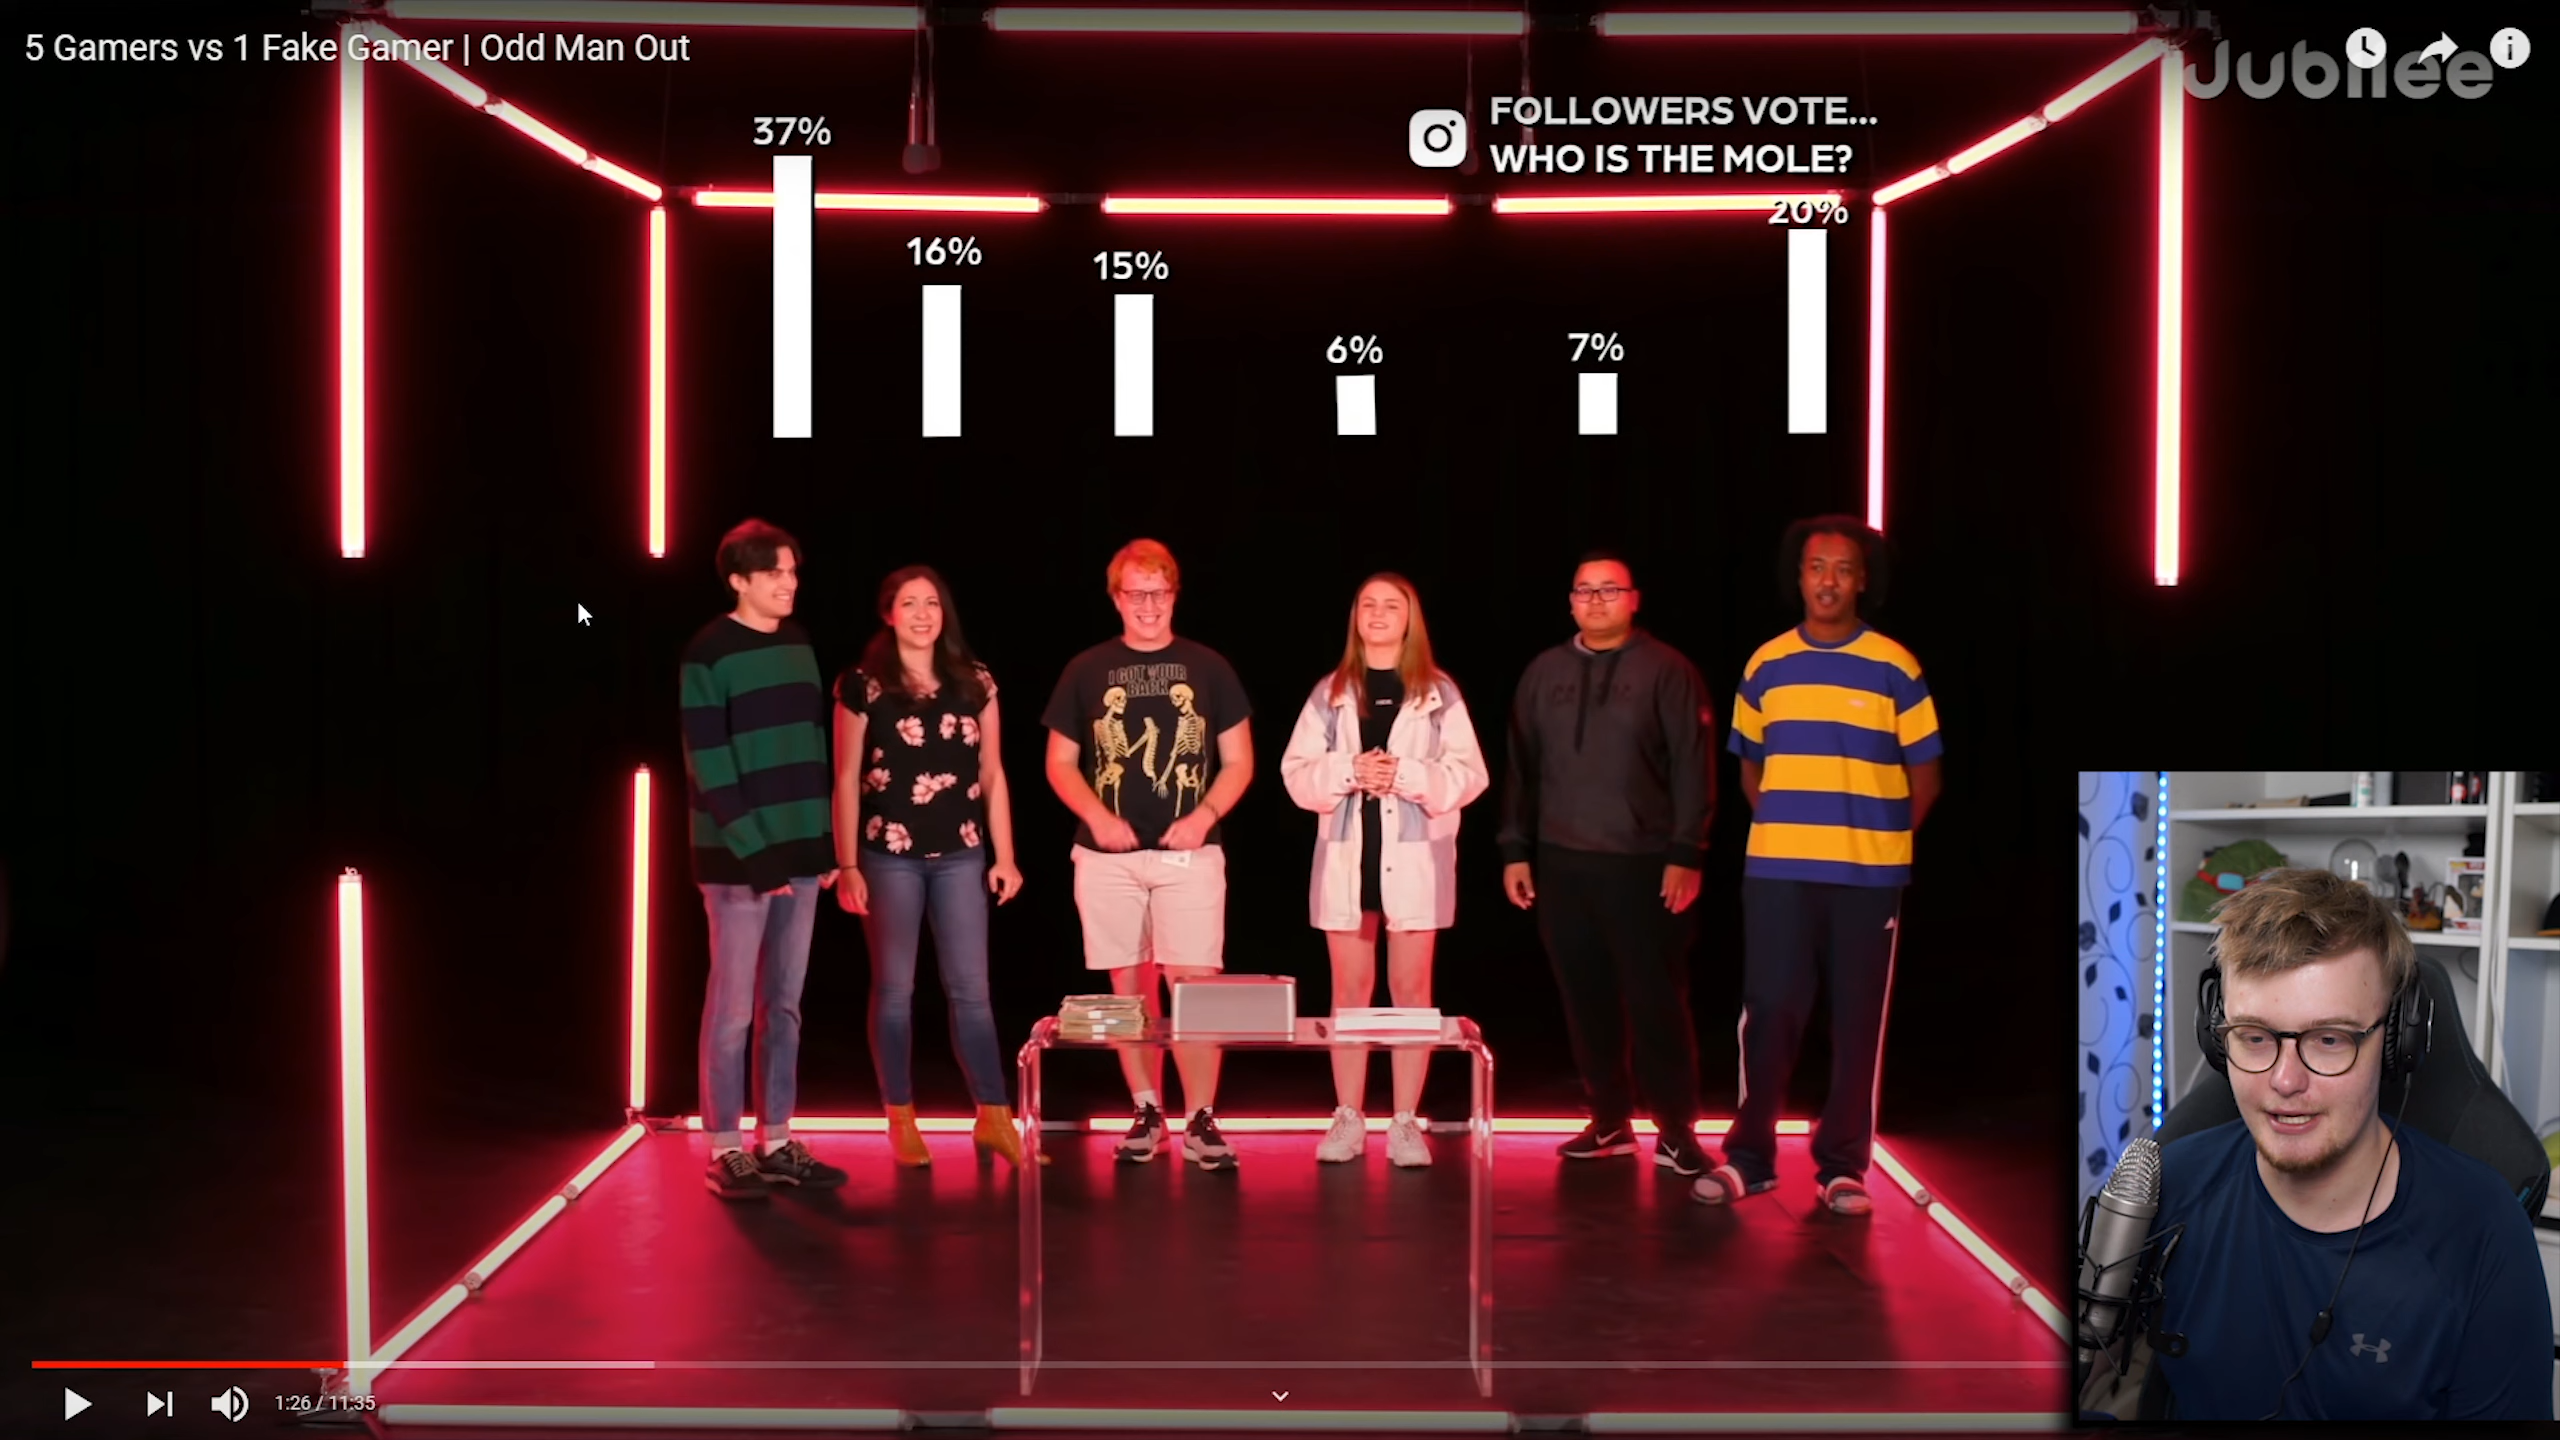 5 Gamers vs 1 Fake Gamer | Odd Man Out
Jubilee
FOLLOWERS VOTE...
WHO IS THE MOLE?
37%
16%
15%
6%
7%
20%
I GOT YOUR
BACK
1:26 / 11:35